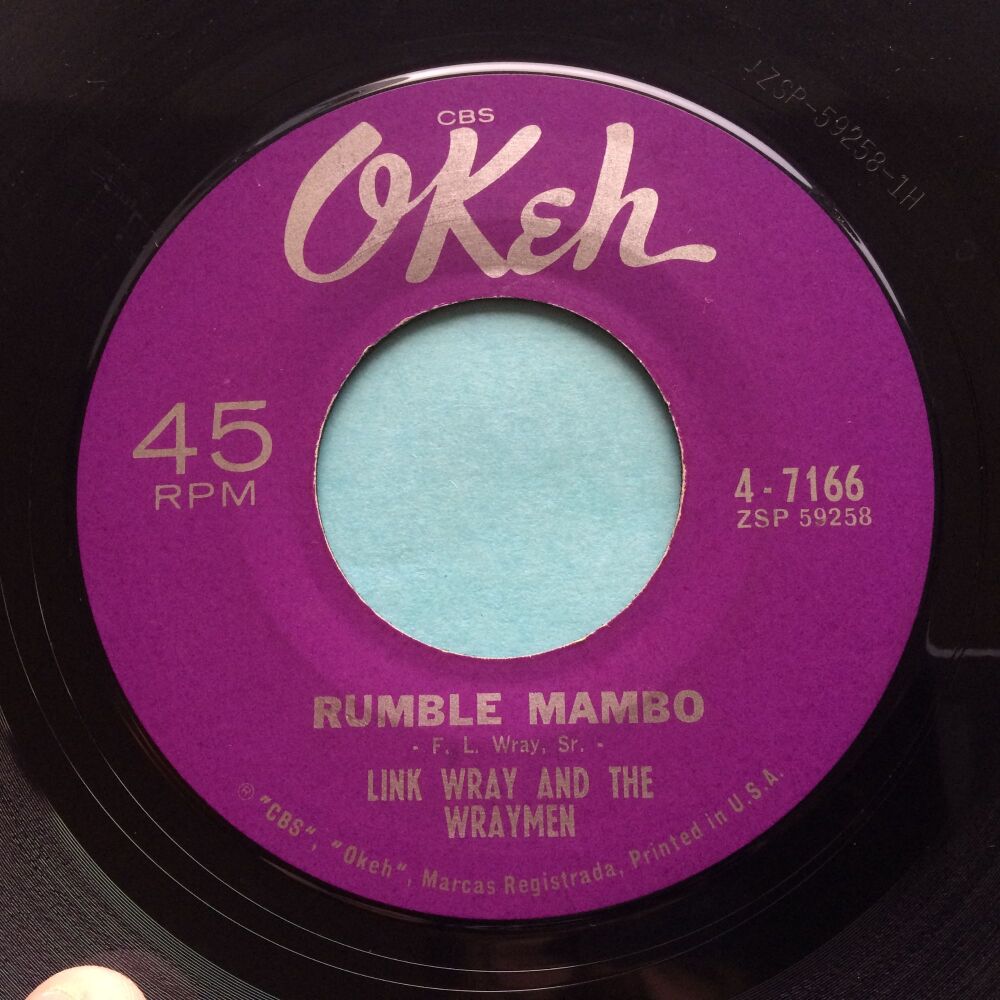 JZSP-59258-1H
CBS
OKeh
45
RPM
4 - 7166
ZSP 59258
RUMBLE MAMBO
- F. L. Wray, Sr. -
LINK WRAY AND THE
WRAYMEN
® "CBS", "Okeh", Marcas Registrada, Printed in U.S.A.